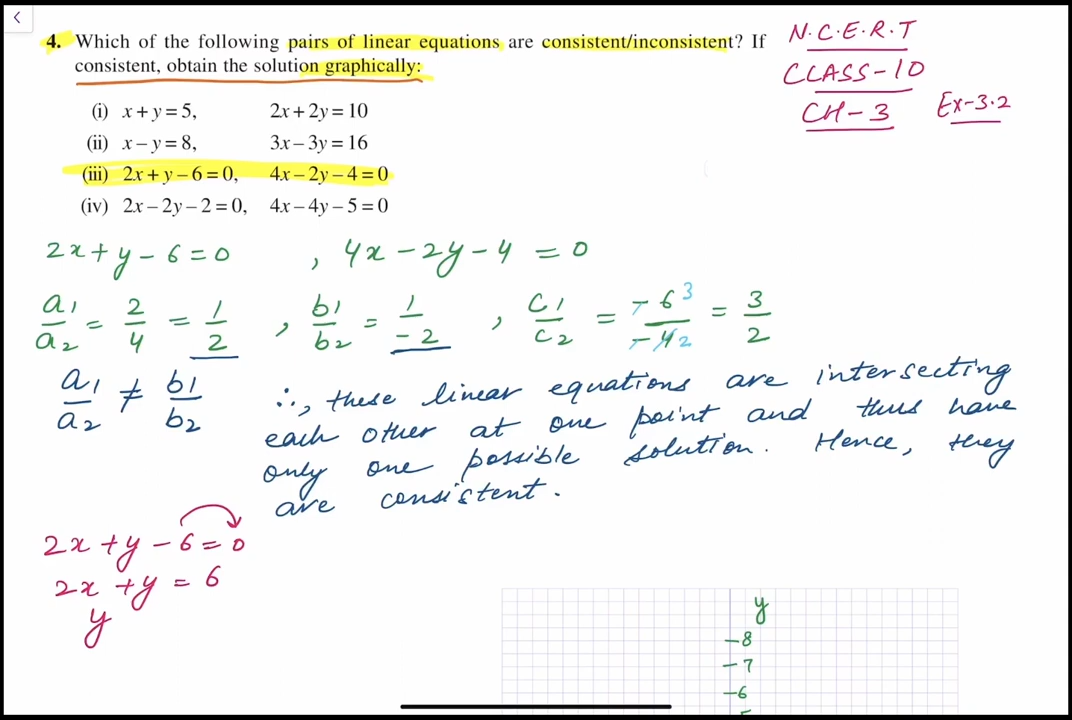 4. Which of the following pairs of linear equations are consistent/inconsistent? If
consistent, obtain the solution graphically:
(i) x + y = 5, 2x + 2y = 10
(ii) x – y = 8, 3x – 3y = 16
(iii) 2x + y – 6 = 0, 4x – 2y – 4 = 0
(iv) 2x – 2y – 2 = 0, 4x – 4y – 5 = 0
N.C.E.R.T
CLASS-10
CH-3 Ex-3.2
2x+y-6=0 , 4x-2y-4=0
a1/a2 = 2/4 = 1/2 , b1/b2 = 1/-2 , c1/c2 = -6 3/-4 2 = 3/2
a1/a2 ≠ b1/b2
∴, these linear equations are intersecting
each other at one point and thus have
only one possible solution. Hence, they
are consistent.
2x+y-6=0
2x+y=6
y
y
-8
-7
-6